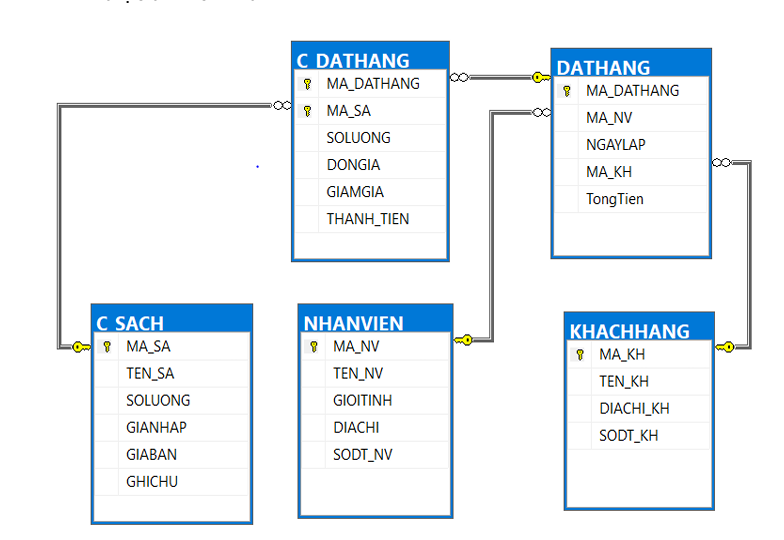 C_DATHANG
MA_DATHANG
MA_SA
SOLUONG
DONGIA
GIAMGIA
THANH_TIEN
DATHANG
MA_DATHANG
MA_NV
NGAYLAP
MA_KH
TongTien
C_SACH
MA_SA
TEN_SA
SOLUONG
GIANHAP
GIABAN
GHICHU
NHANVIEN
MA_NV
TEN_NV
GIOITINH
DIACHI
SODT_NV
KHACHHANG
MA_KH
TEN_KH
DIACHI_KH
SODT_KH